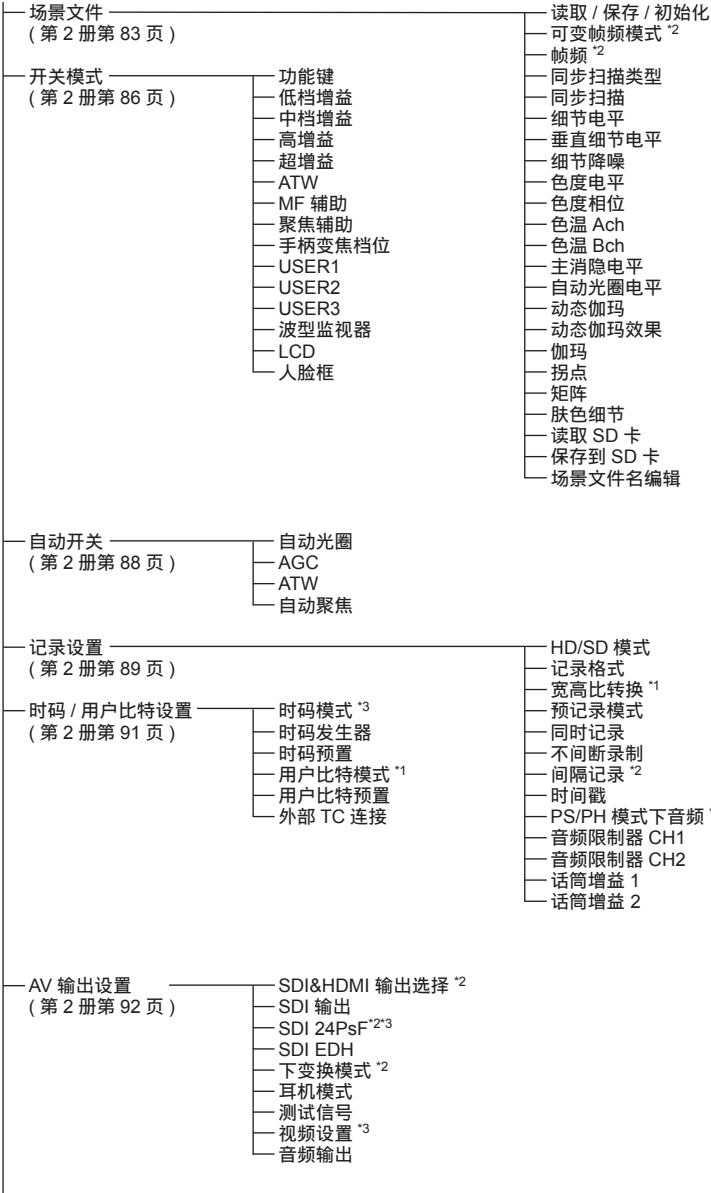 场景文件
( 第 2 册第 83 页 )
读取 / 保存 / 初始化
可变帧频模式 *2
帧频 *2
同步扫描类型
同步扫描
细节电平
垂直细节电平
细节降噪
色度电平
色度相位
色温 Ach
色温 Bch
主消隐电平
自动光圈电平
动态伽玛
动态伽玛效果
伽玛
拐点
矩阵
肤色细节
读取 SD 卡
保存到 SD 卡
场景文件名编辑
开关模式
( 第 2 册第 86 页 )
功能键
低档增益
中档增益
高增益
超增益
ATW
MF 辅助
聚焦辅助
手柄变焦档位
USER1
USER2
USER3
波型监视器
LCD
人脸框
自动开关
( 第 2 册第 88 页 )
自动光圈
AGC
ATW
自动聚焦
记录设置
( 第 2 册第 89 页 )
HD/SD 模式
记录格式
宽高比转换 *1
预记录模式
同时记录
不间断录制
间隔记录 *2
时间戳
PS/PH 模式下音频
音频限制器 CH1
音频限制器 CH2
话筒增益 1
话筒增益 2
时码 / 用户比特设置
( 第 2 册第 91 页 )
时码模式 *3
时码发生器
时码预置
用户比特模式 *1
用户比特预置
外部 TC 连接
AV 输出设置
( 第 2 册第 92 页 )
SDI&HDMI 输出选择 *2
SDI 输出
SDI 24PsF*2*3
SDI EDH
下变换模式 *2
耳机模式
测试信号
视频设置 *3
音频输出